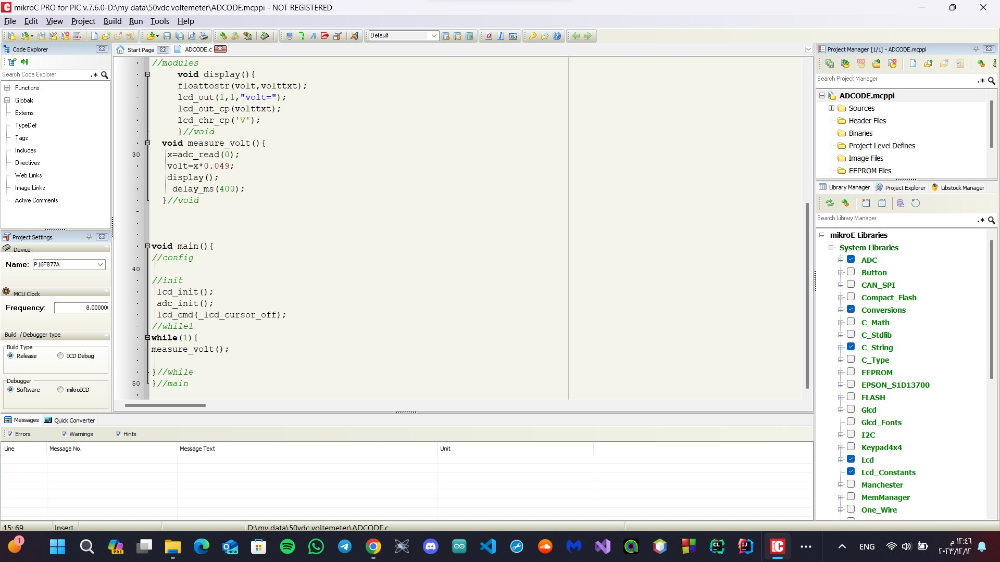 mikroC PRO for PIC v.7.6.0-D:\my data\50vdc voltemeter\ADCODE.mcppi - NOT REGISTERED
File Edit View Project Build Run Tools Help
Default
Code Explorer
Search Code Explorer
Functions
Globals
Externs
TypeDef
Tags
Includes
Directives
Web Links
Image Links
Active Comments
Project Settings
Device
Name: P16F877A
MCU Clock
Frequency: 8.00000
Build / Debugger type
Build Type
Release ICD Debug
Debugger
Software mikroICD
Start Page ADCODE.c
//modules
void display(){
floattostr(volt,volttxt);
lcd_out(1,1,"volt=");
lcd_out_cp(volttxt);
lcd_chr_cp('V');
}//void
void measure_volt(){
30 x=adc_read(0);
volt=x*0.049;
display();
delay_ms(400);
}//void
void main(){
//config
40
//init
lcd_init();
adc_init();
lcd_cmd(_lcd_cursor_off);
//while1
while(1){
measure_volt();
}//while
50 }//main
Messages Quick Converter
Errors Warnings Hints
Line Message No. Message Text Unit
15: 69 Insert D:\my data\50vdc voltemeter\ADCODE.c
Project Manager [1/1] - ADCODE.mcppi
Search Project Manager
ADCODE.mcppi
Sources
Header Files
Binaries
Project Level Defines
Image Files
EEPROM Files
Library Manager Project Explorer Libstock Manager
Search Library Manager
mikroE Libraries
System Libraries
ADC
Button
CAN_SPI
Compact_Flash
Conversions
C_Math
C_Stdlib
C_String
C_Type
EEPROM
EPSON_S1D13700
FLASH
Glcd
Glcd_Fonts
I2C
Keypad4x4
Lcd
Lcd_Constants
Manchester
MemManager
One_Wire
1
PRE
NEW
CL
IJ
ENG
١٢:٤٦ م
٢٠٢٣/١٢/١٢